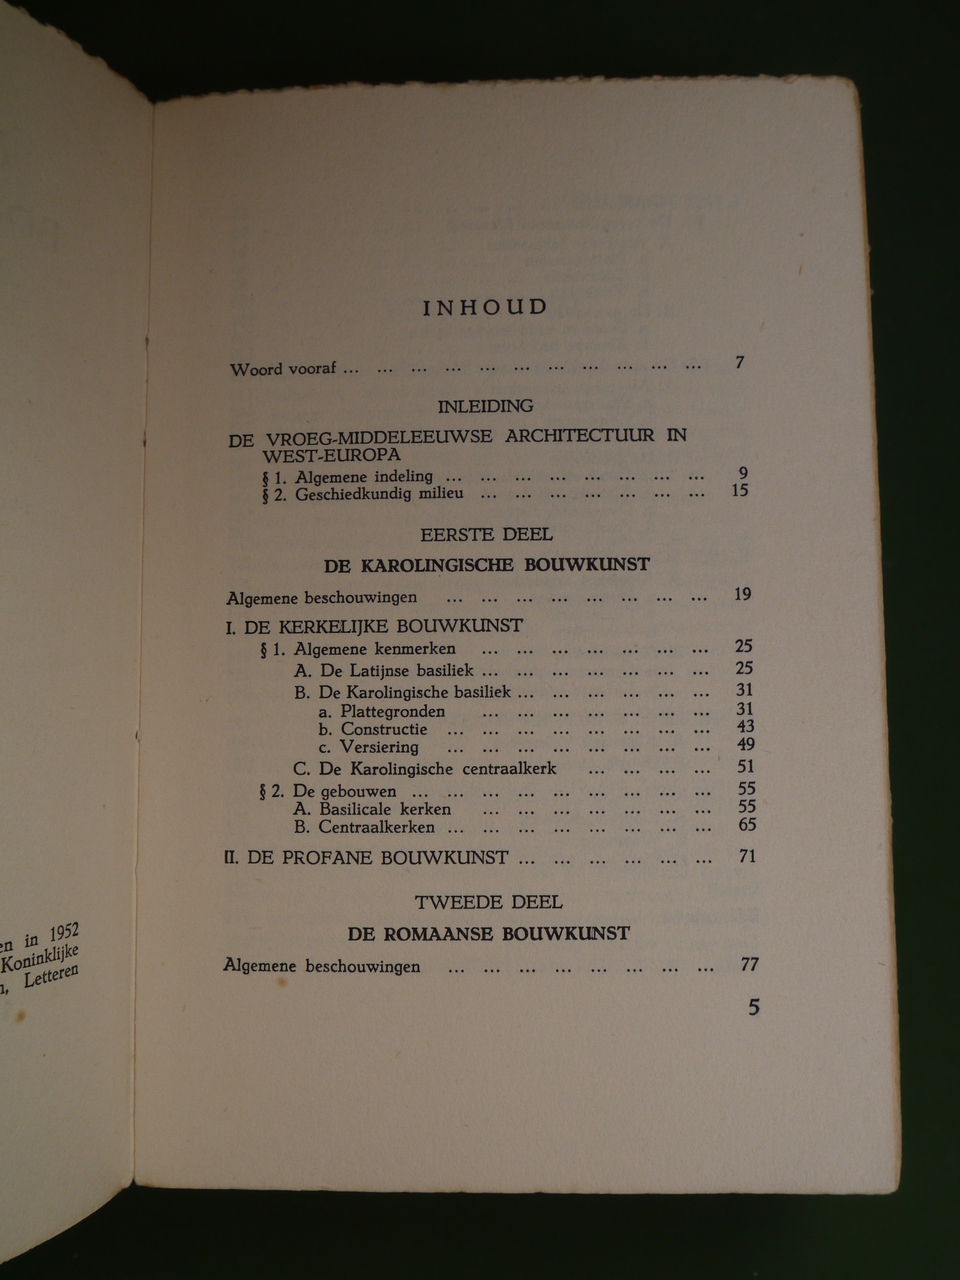 en in 1952
Koninklijke
Letteren
INHOUD
Woord vooraf ... ... ... ... ... ... ... ... ... ... ... 7
INLEIDING
DE VROEG-MIDDELEEUWSE ARCHITECTUUR IN
WEST-EUROPA
§ 1. Algemene indeling ... ... ... ... ... ... ... ... 9
§ 2. Geschiedkundig milieu ... ... ... ... ... ... ... 15
EERSTE DEEL
DE KAROLINGISCHE BOUWKUNST
Algemene beschouwingen ... ... ... ... ... ... ... ... 19
I. DE KERKELIJKE BOUWKUNST
§ 1. Algemene kenmerken ... ... ... ... ... ... ... 25
A. De Latijnse basiliek ... ... ... ... ... ... ... 25
B. De Karolingische basiliek ... ... ... ... ... ... 31
a. Plattegronden ... ... ... ... ... ... ... 31
b. Constructie ... ... ... ... ... ... ... ... 43
c. Versiering ... ... ... ... ... ... ... ... 49
C. De Karolingische centraalkerk ... ... ... ... 51
§ 2. De gebouwen ... ... ... ... ... ... ... ... ... 55
A. Basilicale kerken ... ... ... ... ... ... ... 55
B. Centraalkerken ... ... ... ... ... ... ... ... 65
II. DE PROFANE BOUWKUNST ... ... ... ... ... ... 71
TWEEDE DEEL
DE ROMAANSE BOUWKUNST
Algemene beschouwingen ... ... ... ... ... ... ... ... 77
5